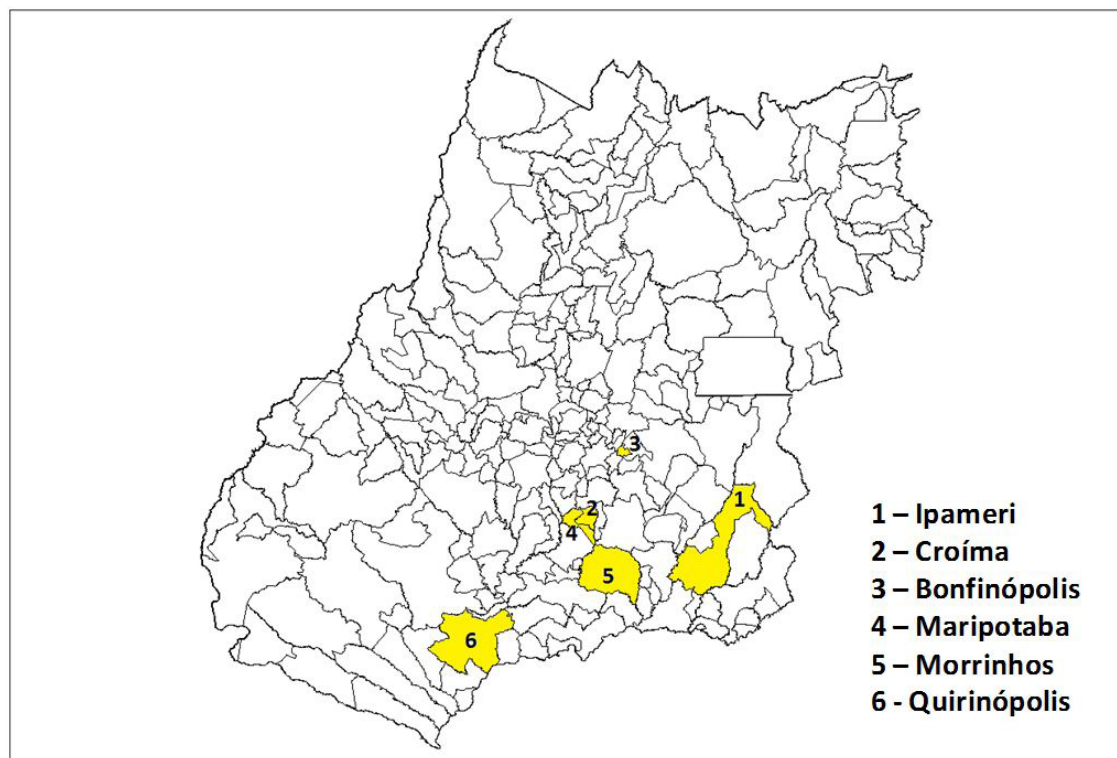 3
1
2
4
5
6
1 – Ipameri
2 – Croíma
3 – Bonfinópolis
4 – Maripotaba
5 – Morrinhos
6 - Quirinópolis